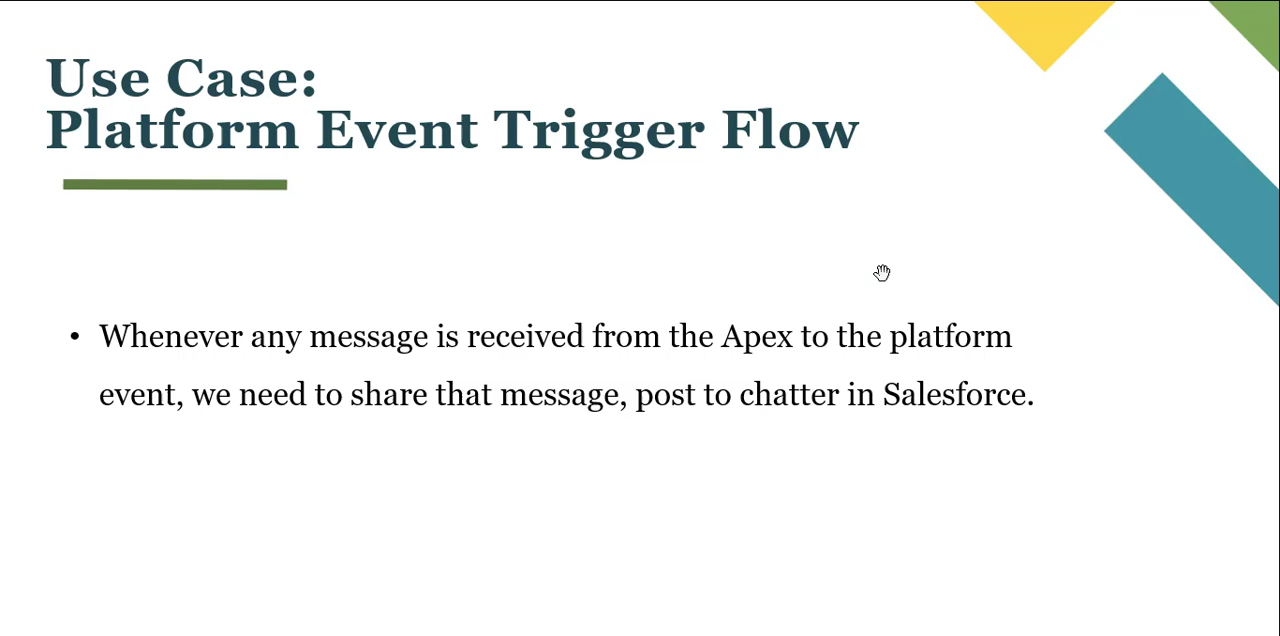 Use Case:
Platform Event Trigger Flow
• Whenever any message is received from the Apex to the platform
event, we need to share that message, post to chatter in Salesforce.